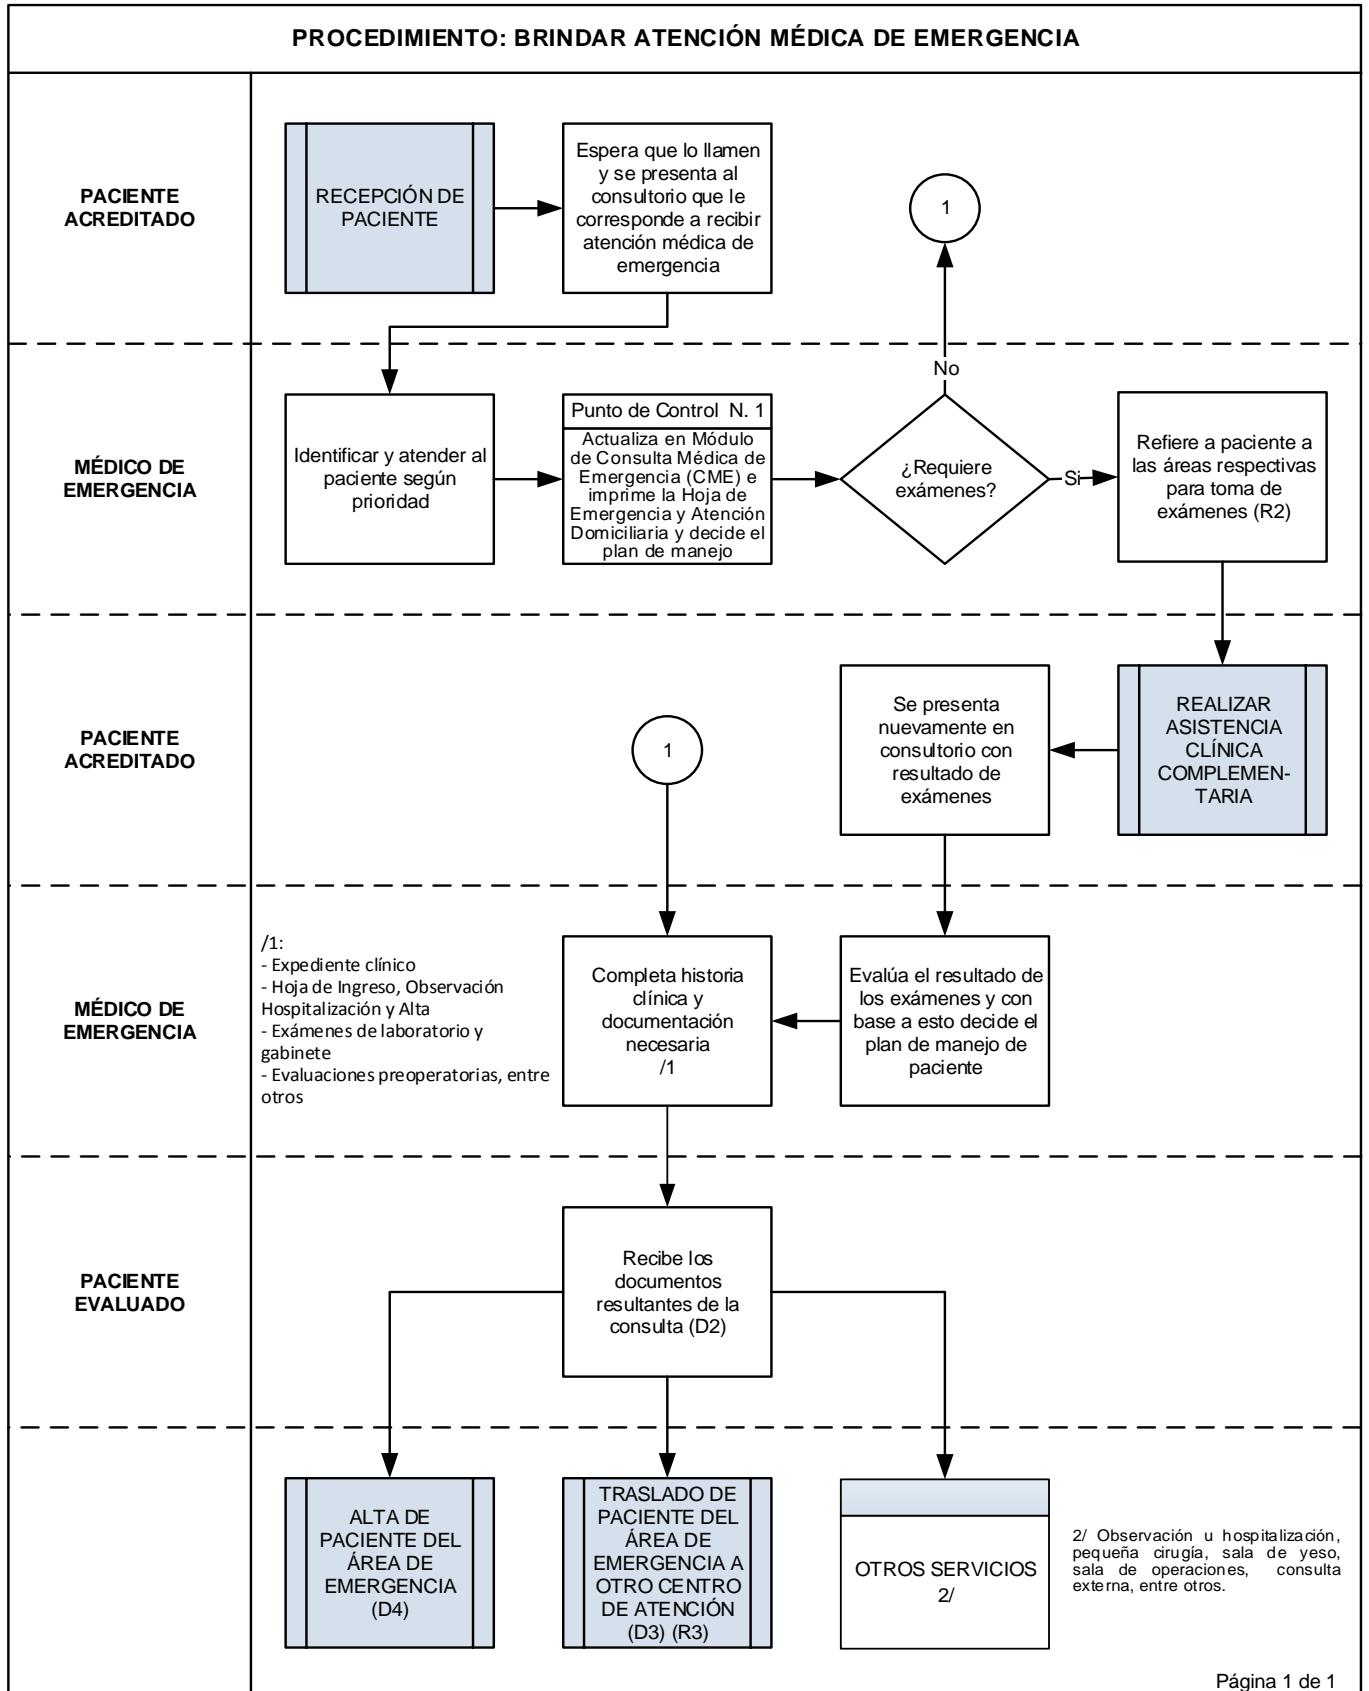 PROCEDIMIENTO: BRINDAR ATENCIÓN MÉDICA DE EMERGENCIA
PACIENTE
ACREDITADO
RECEPCIÓN DE
PACIENTE
Espera que lo llamen
y se presenta al
consultorio que le
corresponde a recibir
atención médica de
emergencia
1
MÉDICO DE
EMERGENCIA
Identificar y atender al
paciente según
prioridad
Punto de Control N. 1
Actualiza en Módulo
de Consulta Médica de
Emergencia (CME) e
imprime la Hoja de
Emergencia y Atención
Domiciliaria y decide el
plan de manejo
No
¿Requiere
exámenes?
Si
Refiere a paciente a
las áreas respectivas
para toma de
exámenes (R2)
PACIENTE
ACREDITADO
1
Se presenta
nuevamente en
consultorio con
resultado de
exámenes
REALIZAR
ASISTENCIA
CLÍNICA
COMPLEMEN-
TARIA
MÉDICO DE
EMERGENCIA
/1:
- Expediente clínico
- Hoja de Ingreso, Observación
Hospitalización y Alta
- Exámenes de laboratorio y
gabinete
- Evaluaciones preoperatorias, entre
otros
Completa historia
clínica y
documentación
necesaria
/1
Evalúa el resultado de
los exámenes y con
base a esto decide el
plan de manejo de
paciente
PACIENTE
EVALUADO
Recibe los
documentos
resultantes de la
consulta (D2)
ALTA DE
PACIENTE DEL
ÁREA DE
EMERGENCIA
(D4)
TRASLADO DE
PACIENTE DEL
ÁREA DE
EMERGENCIA A
OTRO CENTRO
DE ATENCIÓN
(D3) (R3)
OTROS SERVICIOS
2/
2/ Observación u hospitalización,
pequeña cirugía, sala de yeso,
sala de operaciones, consulta
externa, entre otros.
Página 1 de 1